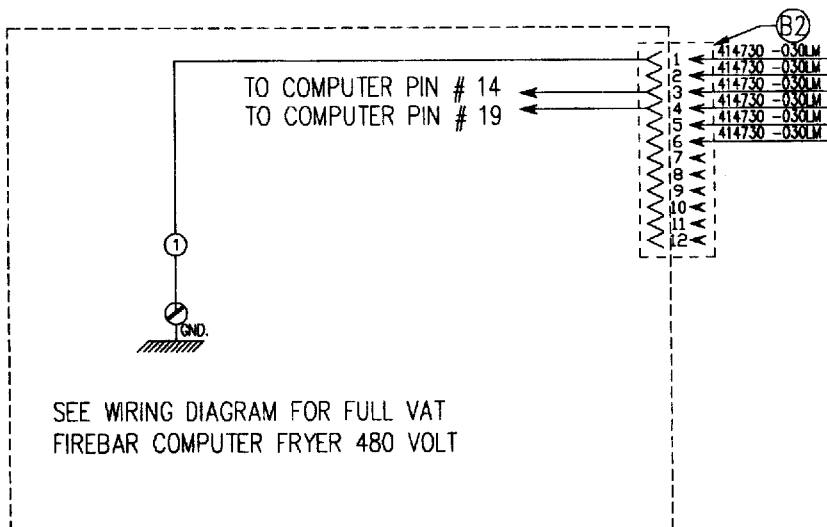 B2
1 414730 -030LM
2 414730 -030LM
TO COMPUTER PIN # 14 3 414730 -030LM
TO COMPUTER PIN # 19 4 414730 -030LM
5 414730 -030LM
6 414730 -030LM
7
8
9
10
11
12
1
GND.
SEE WIRING DIAGRAM FOR FULL VAT
FIREBAR COMPUTER FRYER 480 VOLT